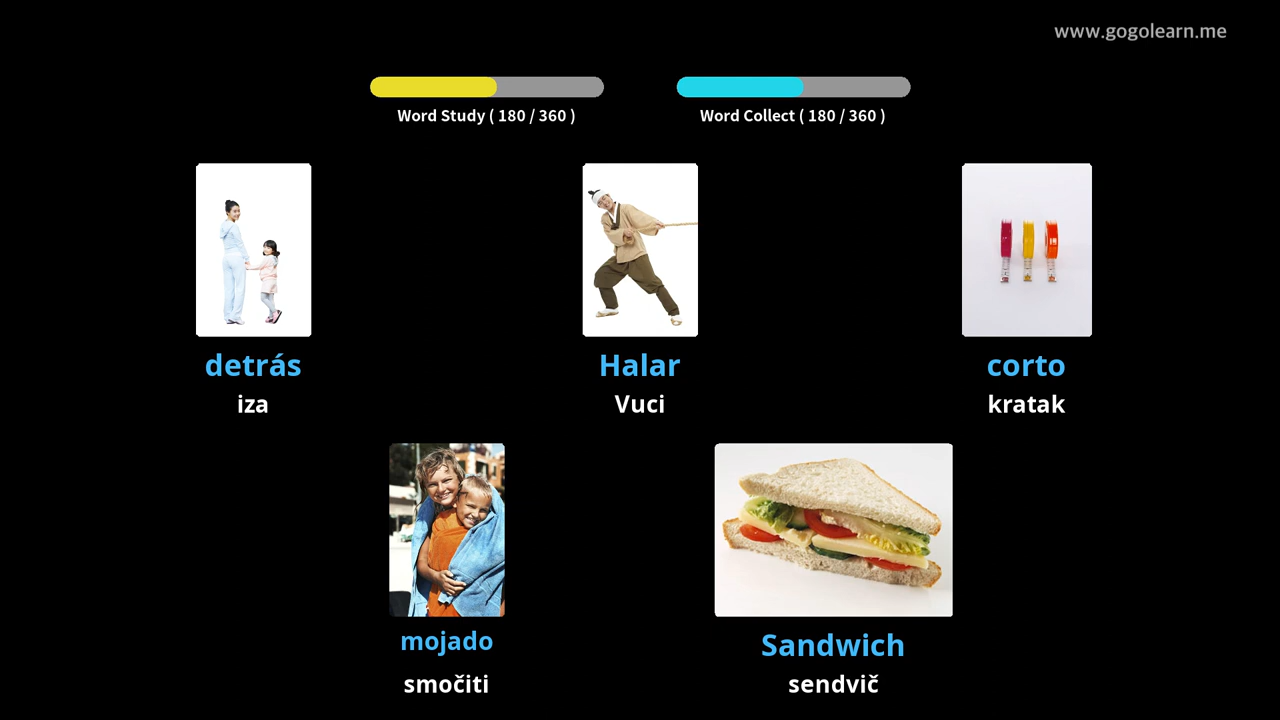 www.gogolearn.me
Word Study ( 180 / 360 )
Word Collect ( 180 / 360 )
detrás
iza
Halar
Vuci
corto
kratak
mojado
smočiti
Sandwich
sendvič